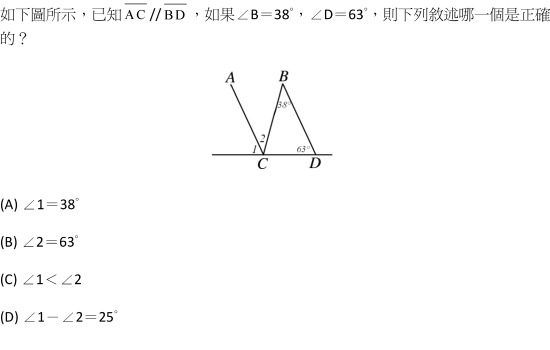 如下圖所示，已知 AC // BD ，如果∠B＝38°，∠D＝63°，則下列敘述哪一個是正確
的？
A B
38°
2
1 63°
C D
(A) ∠1＝38°
(B) ∠2＝63°
(C) ∠1＜∠2
(D) ∠1－∠2＝25°